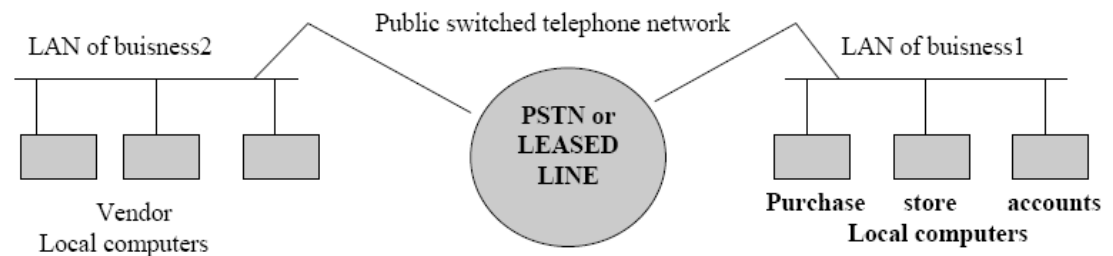 Public switched telephone network
LAN of buisness2
LAN of buisness1
PSTN or
LEASED
LINE
Vendor
Local computers
Purchase store accounts
Local computers